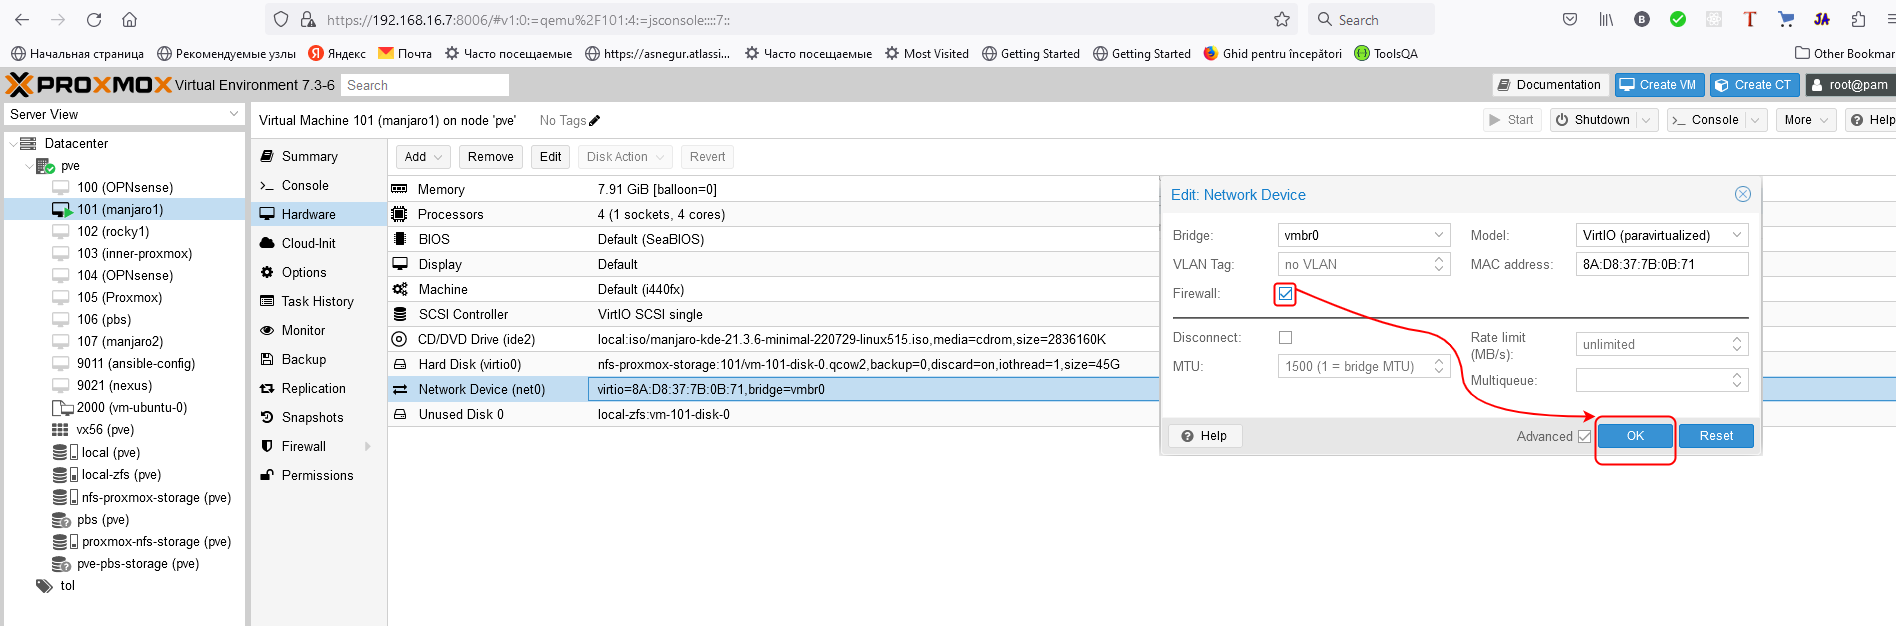 https://192.168.16.7:8006/#v1:0:=qemu%2F101:4:=jsconsole::::7::
Search
Начальная страница Рекомендуемые узлы Яндекс Почта Часто посещаемые https://asnegur.atlassi... Часто посещаемые Most Visited Getting Started Getting Started Ghid pentru începători ToolsQA Other Bookmar
PROXMOX Virtual Environment 7.3-6 Search Documentation Create VM Create CT root@pam
Server View
Virtual Machine 101 (manjaro1) on node 'pve' No Tags Start Shutdown Console More Help
Datacenter
pve
100 (OPNsense)
101 (manjaro1)
102 (rocky1)
103 (inner-proxmox)
104 (OPNsense)
105 (Proxmox)
106 (pbs)
107 (manjaro2)
9011 (ansible-config)
9021 (nexus)
2000 (vm-ubuntu-0)
vx56 (pve)
local (pve)
local-zfs (pve)
nfs-proxmox-storage (pve)
pbs (pve)
proxmox-nfs-storage (pve)
pve-pbs-storage (pve)
tol
Summary
Console
Hardware
Cloud-Init
Options
Task History
Monitor
Backup
Replication
Snapshots
Firewall
Permissions
Add Remove Edit Disk Action Revert
Memory 7.91 GiB [balloon=0]
Processors 4 (1 sockets, 4 cores)
BIOS Default (SeaBIOS)
Display Default
Machine Default (i440fx)
SCSI Controller VirtIO SCSI single
CD/DVD Drive (ide2) local:iso/manjaro-kde-21.3.6-minimal-220729-linux515.iso,media=cdrom,size=2836160K
Hard Disk (virtio0) nfs-proxmox-storage:101/vm-101-disk-0.qcow2,backup=0,discard=on,iothread=1,size=45G
Network Device (net0) virtio=8A:D8:37:7B:0B:71,bridge=vmbr0
Unused Disk 0 local-zfs:vm-101-disk-0
Edit: Network Device
Bridge: vmbr0 Model: VirtIO (paravirtualized)
VLAN Tag: no VLAN MAC address: 8A:D8:37:7B:0B:71
Firewall:
Disconnect: Rate limit (MB/s): unlimited
MTU: 1500 (1 = bridge MTU) Multiqueue:
Help Advanced OK Reset